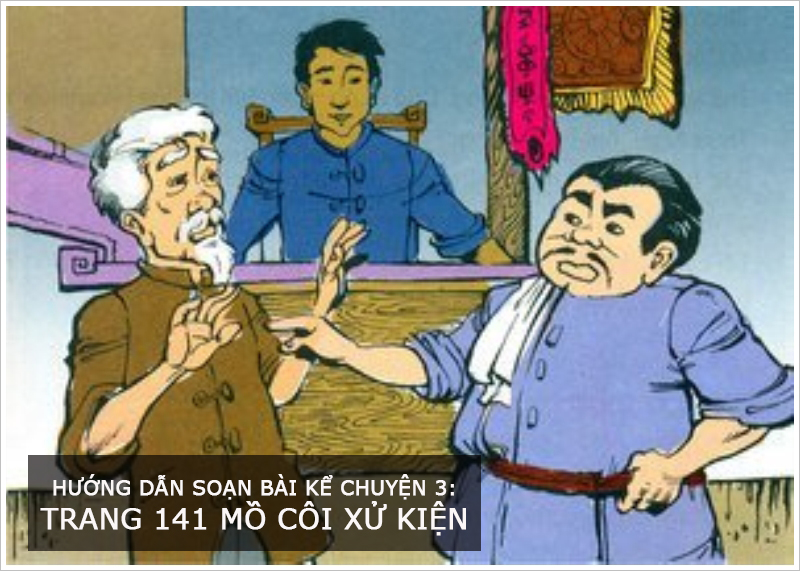 HƯỚNG DẪN SOẠN BÀI KỂ CHUYỆN 3:
TRANG 141 MỒ CÔI XỬ KIỆN